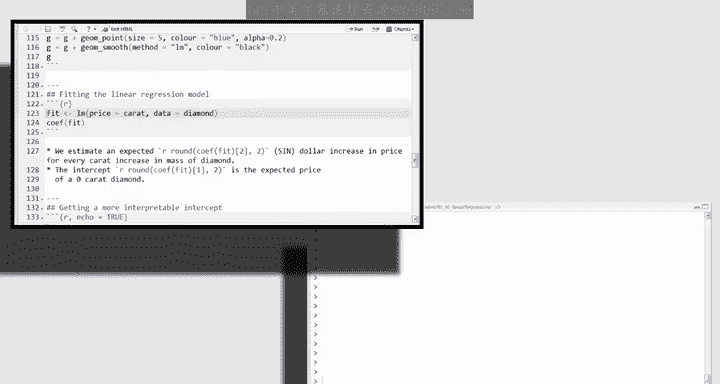 Knit HTML Run Chunks
115 g = g + geom_point(size = 5, colour = "blue", alpha=0.2)
116 g = g + geom_smooth(method = "lm", colour = "black")
117 g
118 ```
119
120 ---
121 ## Fitting the linear regression model
122 ```{r}
123 fit <- lm(price ~ carat, data = diamond)
124 coef(fit)
125 ```
126
127 * We estimate an expected `r round(coef(fit)[2], 2)` (SIN) dollar increase in price
for every carat increase in mass of diamond.
128 * The intercept `r round(coef(fit)[1], 2)` is the expected price
129 of a 0 carat diamond.
130
131 ---
132 ## Getting a more interpretable intercept
133 ```{r, echo = TRUE}
>
>
>
>
>
>
>
>
>
>
>
>